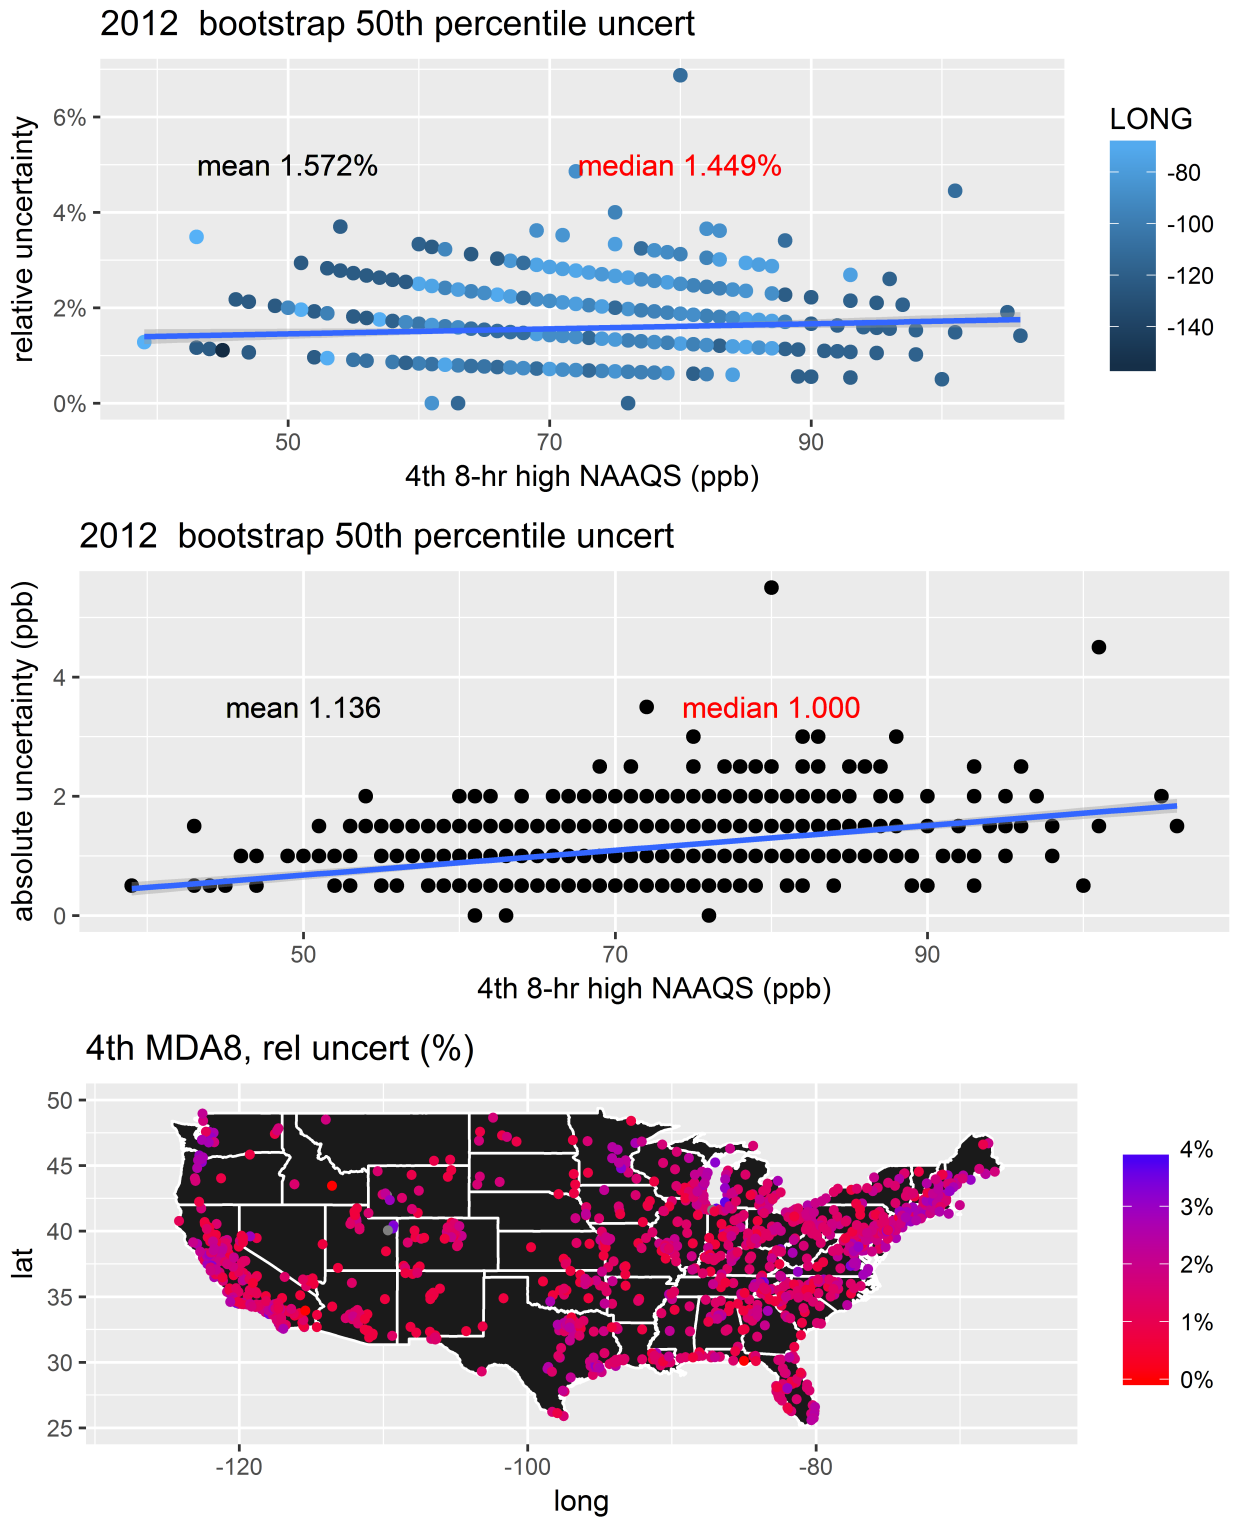 2012  bootstrap 50th percentile uncert
relative uncertainty
6%
4%
2%
0%
mean 1.572%
median 1.449%
50
70
90
4th 8-hr high NAAQS (ppb)
LONG
-80
-100
-120
-140
2012  bootstrap 50th percentile uncert
absolute uncertainty (ppb)
4
2
0
mean 1.136
median 1.000
50
70
90
4th 8-hr high NAAQS (ppb)
4th MDA8, rel uncert (%)
lat
50
45
40
35
30
25
-120
-100
-80
long
4%
3%
2%
1%
0%